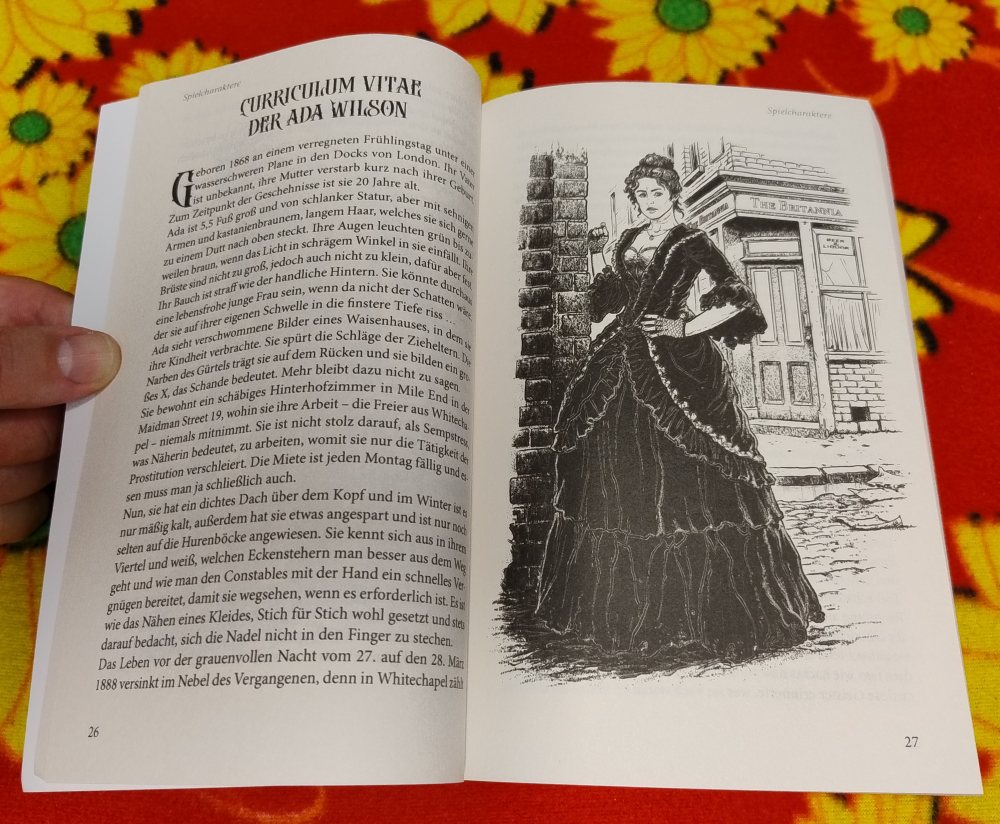 Spielcharaktere
CURRICULUM VITAE
DER ADA WILSON
Geboren 1868 an einem verregneten Frühlingstag unter einer
wasserschweren Plane in den Docks von London. Ihr Vater
ist unbekannt, ihre Mutter verstarb kurz nach ihrer Geburt.
Zum Zeitpunkt der Geschehnisse ist sie 20 Jahre alt.
Ada ist 5,5 Fuß groß und von schlanker Statur, aber mit sehnigen
Armen und kastanienbraunem, langem Haar, welches sie sich gerne
zu einem Dutt nach oben steckt. Ihre Augen leuchten grün bis zu-
weilen braun, wenn das Licht in schrägem Winkel in sie einfällt. Ihre
Brüste sind nicht zu groß, jedoch auch nicht zu klein, dafür aber fest.
Ihr Bauch ist straff wie der handliche Hintern. Sie könnte durchaus
eine lebensfrohe junge Frau sein, wenn da nicht der Schatten wäre,
der sie auf ihrer eigenen Schwelle in die finstere Tiefe riss …
Ada sieht verschwommene Bilder eines Waisenhauses, in dem sie
ihre Kindheit verbrachte. Sie spürt die Schläge der Zieheltern. Die
Narben des Gürtels trägt sie auf dem Rücken und sie bilden ein gro-
ßes X, das Schande bedeutet. Mehr bleibt dazu nicht zu sagen.
Sie bewohnt ein schäbiges Hinterhofzimmer in Mile End in der
Maidman Street 19, wohin sie ihre Arbeit – die Freier aus Whitecha-
pel – niemals mitnimmt. Sie ist nicht stolz darauf, als Sempstress,
was Näherin bedeutet, zu arbeiten, womit sie nur die Tätigkeit der
Prostitution verschleiert. Die Miete ist jeden Montag fällig und es-
sen muss man ja schließlich auch.
Nun, sie hat ein dichtes Dach über dem Kopf und im Winter ist es
nur mäßig kalt, außerdem hat sie etwas angespart und ist nur noch
selten auf die Hurenböcke angewiesen. Sie kennt sich aus in ihrem
Viertel und weiß, welchen Eckenstehern man besser aus dem Weg
geht und wie man den Constables mit der Hand ein schnelles Ver-
gnügen bereitet, damit sie wegsehen, wenn es erforderlich ist. Es ist
wie das Nähen eines Kleides, Stich für Stich wohl gesetzt und stets
darauf bedacht, sich die Nadel nicht in den Finger zu stechen.
Das Leben vor der grauenvollen Nacht vom 27. auf den 28. März
1888 versinkt im Nebel des Vergangenen, denn in Whitechapel zählt
26
Spielcharaktere
BRITANNIA
THE BRITANNIA
BEER
&
LIQUOR
27